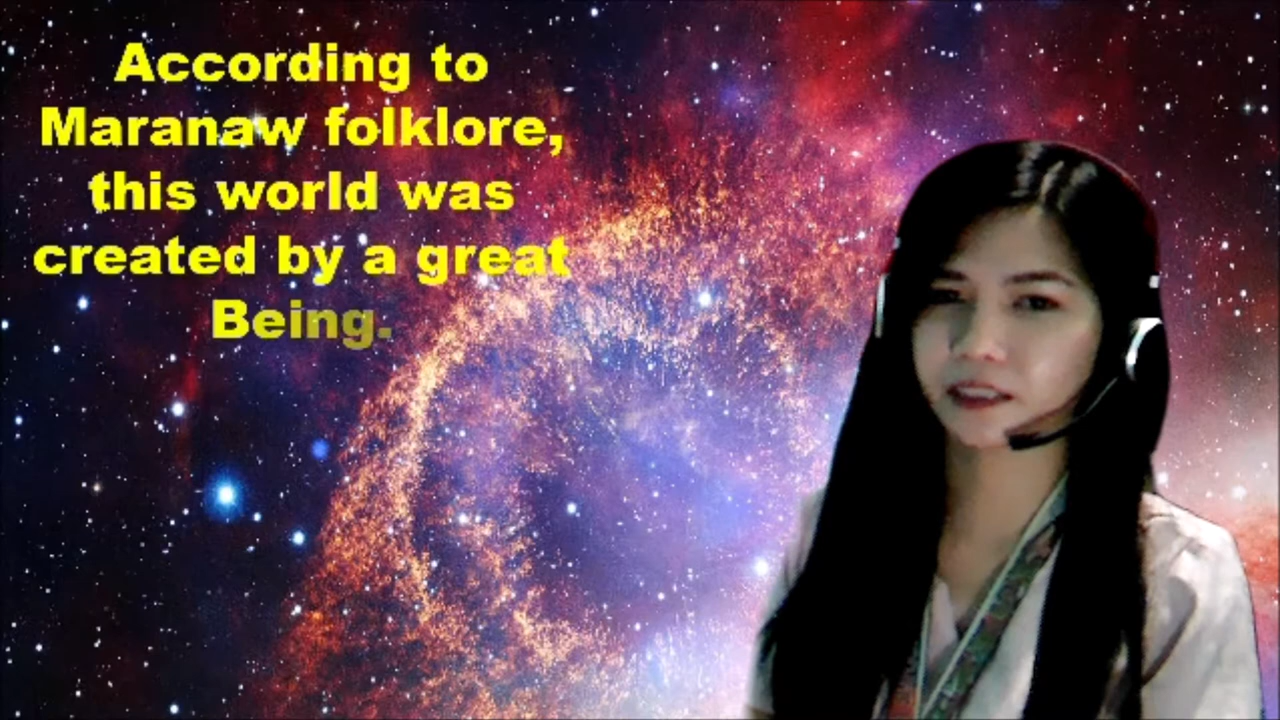 According to
Maranaw folklore,
this world was
created by a great
Being.